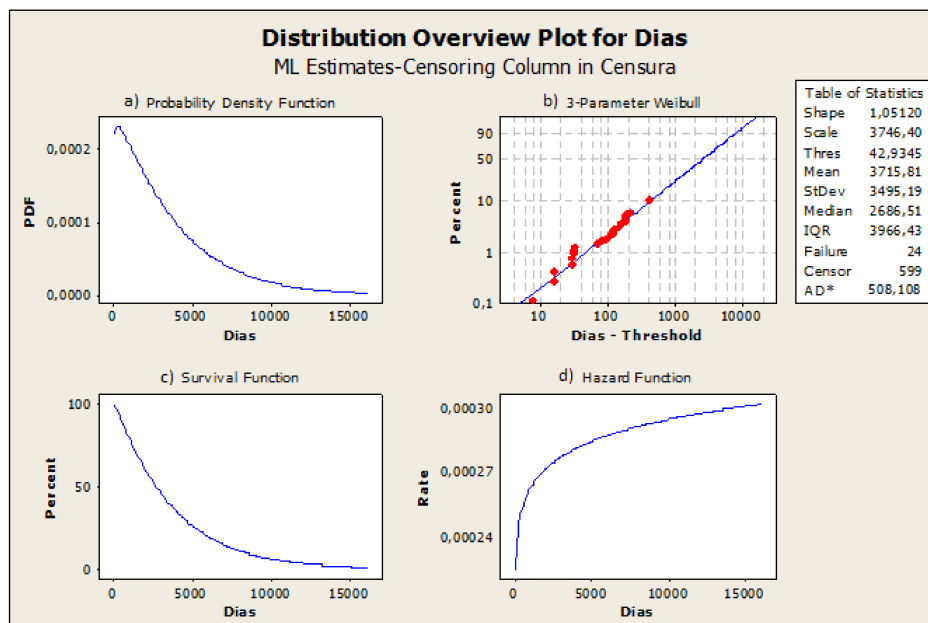 Distribution Overview Plot for Dias
ML Estimates-Censoring Column in Censura
a) Probability Density Function
0,0002
0,0001
0,0000
PDF
0
5000
10000
15000
Dias
b) 3-Parameter Weibull
90
50
10
1
0,1
Percent
10
100
1000
10000
Dias - Threshold
Table of Statistics
Shape 1,05120
Scale 3746,40
Thres 42,9345
Mean 3715,81
StDev 3495,19
Median 2686,51
IQR 3966,43
Failure 24
Censor 599
AD* 508,108
c) Survival Function
100
50
0
Percent
0
5000
10000
15000
Dias
d) Hazard Function
0,00030
0,00027
0,00024
Rate
0
5000
10000
15000
Dias